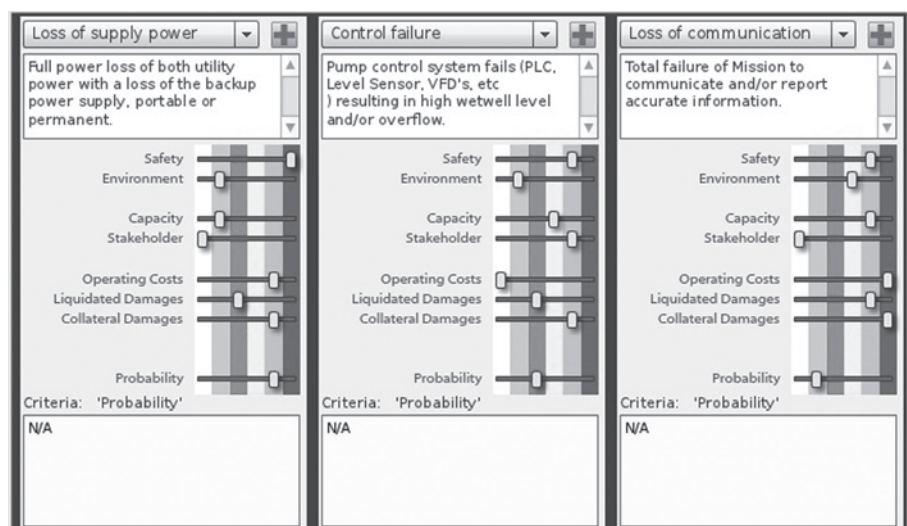 Loss of supply power
Full power loss of both utility
power with a loss of the backup
power supply, portable or
permanent.
Safety
Environment
Capacity
Stakeholder
Operating Costs
Liquidated Damages
Collateral Damages
Probability
Criteria: 'Probability'
N/A
Control failure
Pump control system fails (PLC,
Level Sensor, VFD's, etc
) resulting in high wetwell level
and/or overflow.
Safety
Environment
Capacity
Stakeholder
Operating Costs
Liquidated Damages
Collateral Damages
Probability
Criteria: 'Probability'
N/A
Loss of communication
Total failure of Mission to
communicate and/or report
accurate information.
Safety
Environment
Capacity
Stakeholder
Operating Costs
Liquidated Damages
Collateral Damages
Probability
Criteria: 'Probability'
N/A